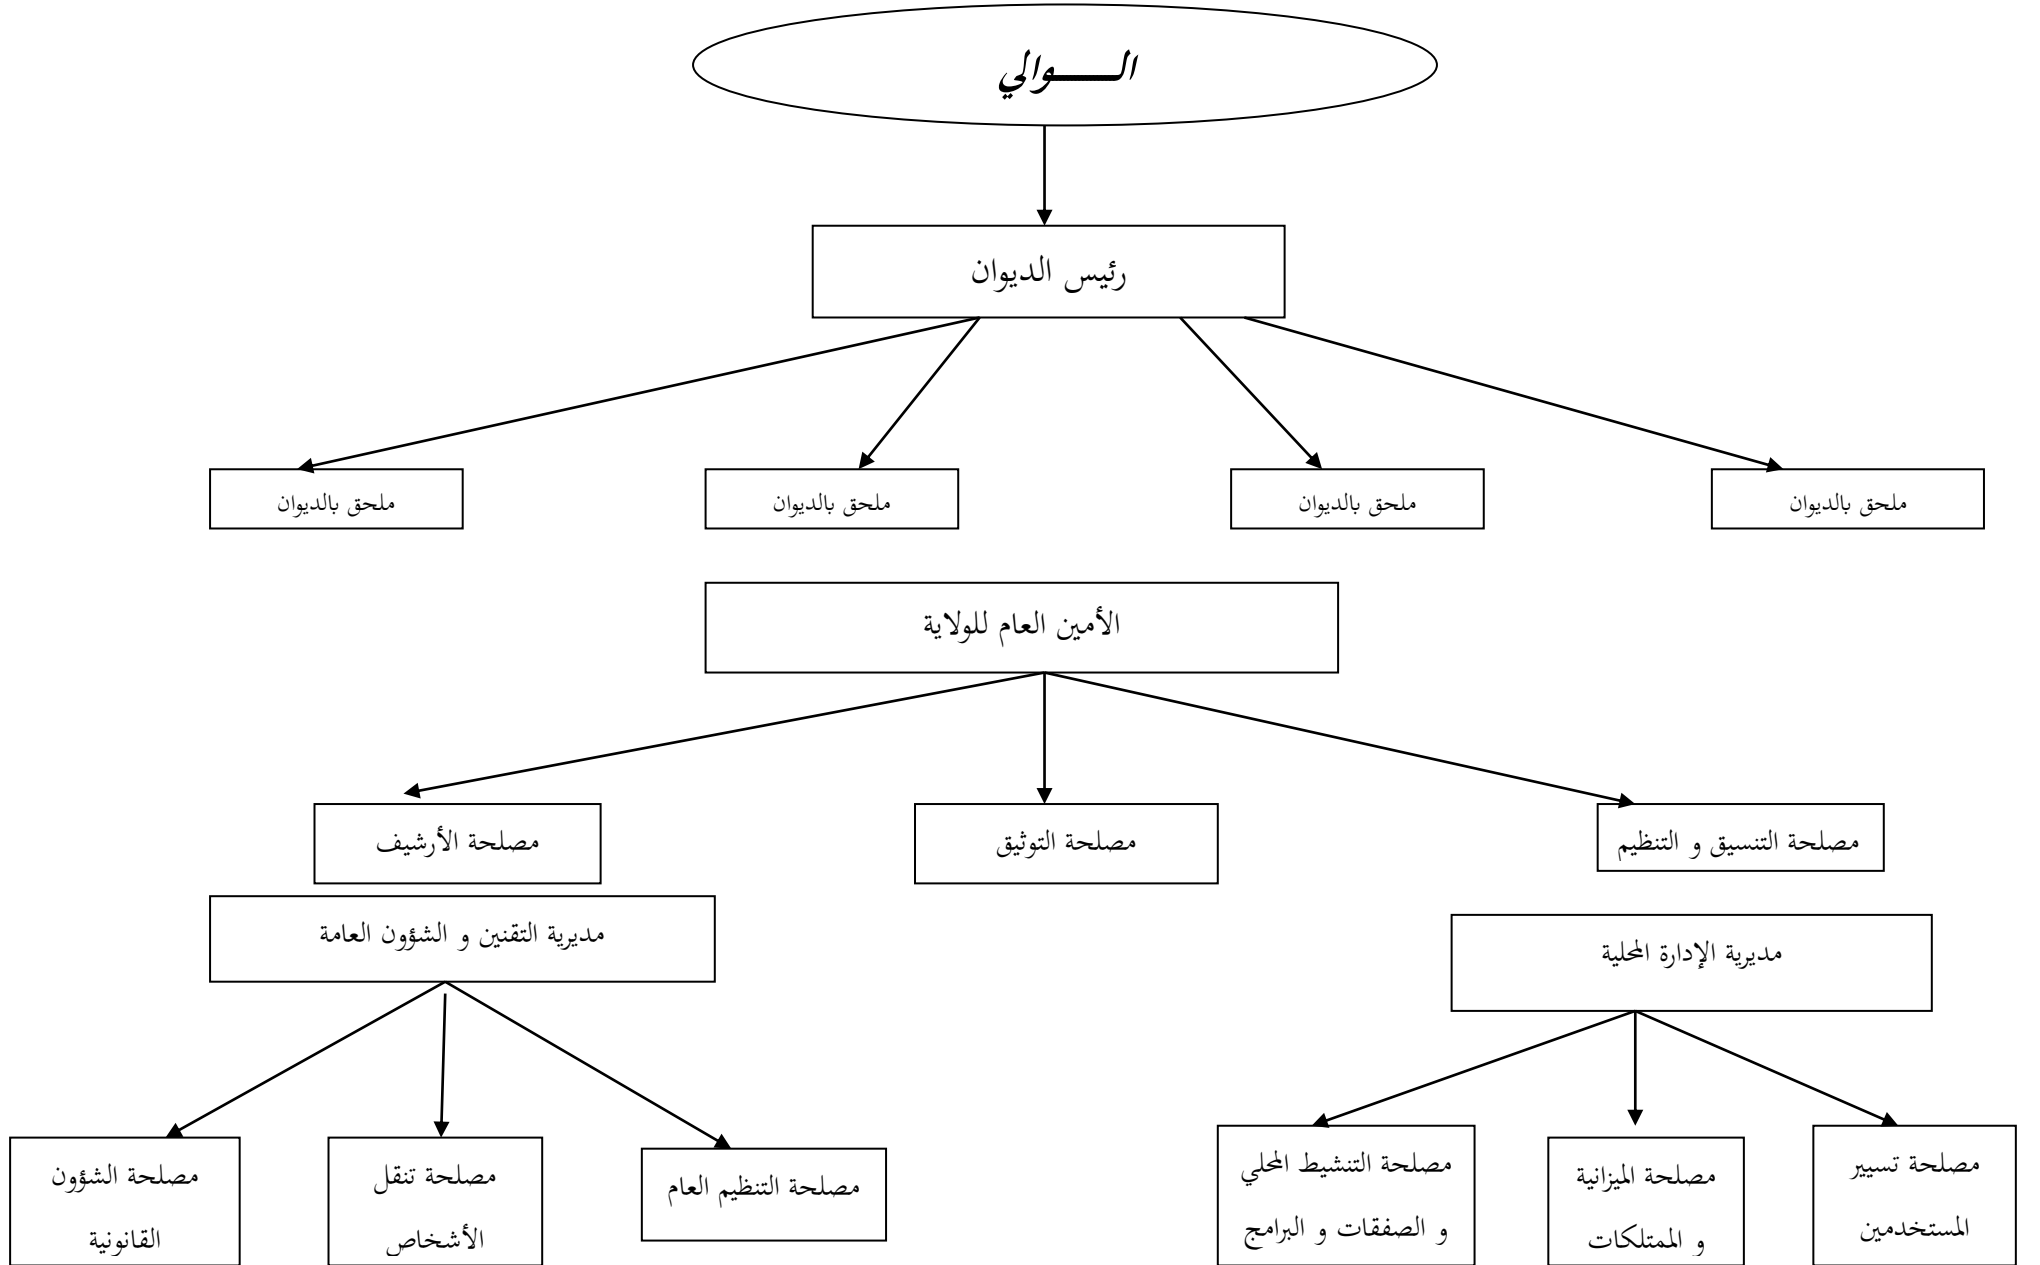 الـــــوالي
رئيس الديوان
ملحق بالديوان
ملحق بالديوان
ملحق بالديوان
ملحق بالديوان
الأمين العام للولاية
مصلحة التنسيق و التنظيم
مصلحة التوثيق
مصلحة الأرشيف
مديرية الإدارة المحلية
مديرية التقنين و الشؤون العامة
مصلحة تسيير
المستخدمين
مصلحة الميزانية
و الممتلكات
مصلحة التنشيط المحلي
و الصفقات و البرامج
مصلحة التنظيم العام
مصلحة تنقل
الأشخاص
مصلحة الشؤون
القانونية